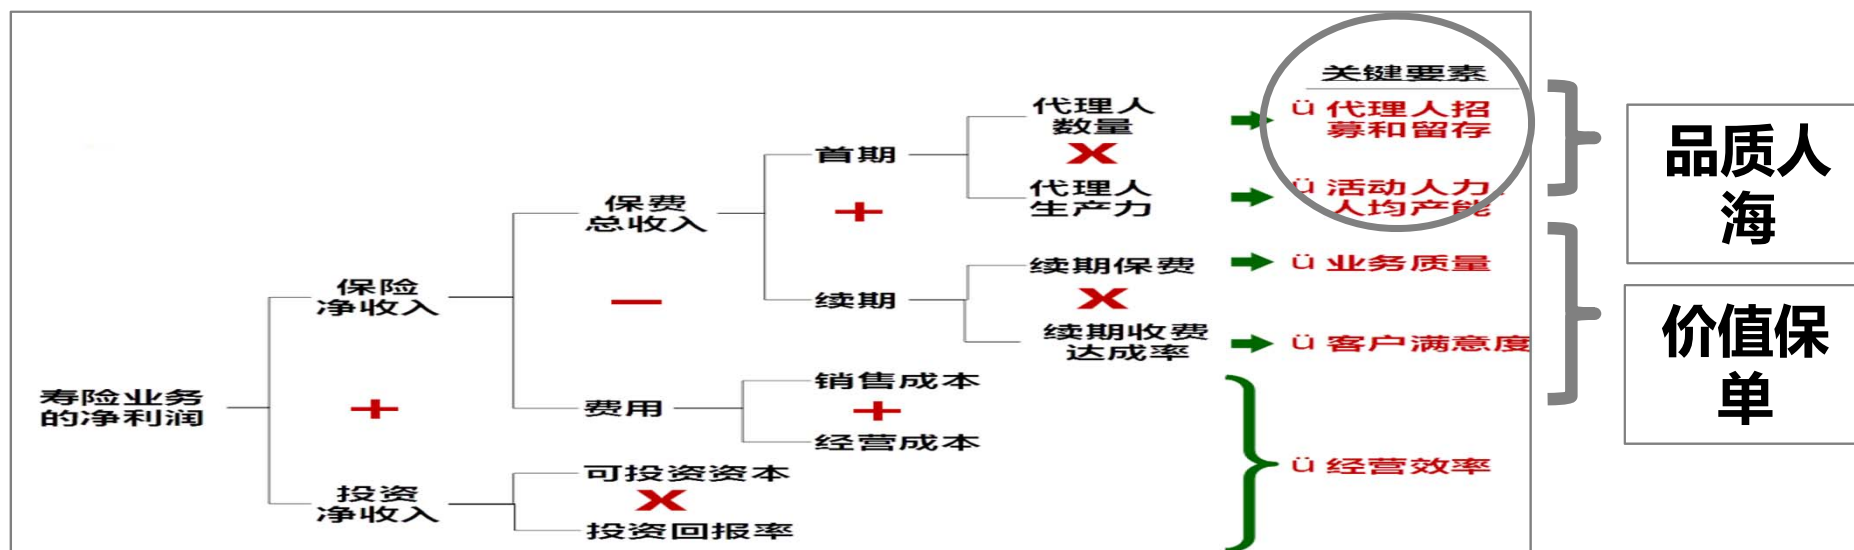 关键要素
代理人
数量
ü 代理人招
募和留存
品质人
海
首期
×
代理人
生产力
ü 活动人力、
人均产能
保费
总收入
+
续期保费
ü 业务质量
保险
净收入
—
续期
×
续期收费
达成率
ü 客户满意度
价值保
单
寿险业务
的净利润
+
费用
销售成本
+
经营成本
可投资资本
ü 经营效率
投资
净收入
×
投资回报率